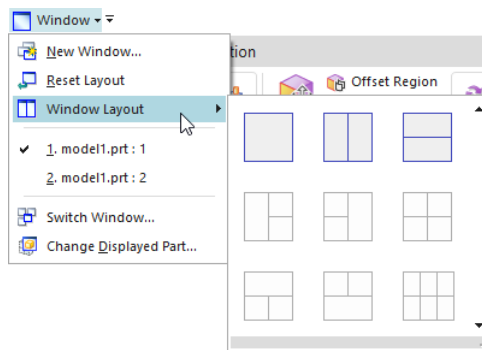 Window
New Window...
tion
Reset Layout
Offset Region
Window Layout
1. model1.prt : 1
2. model1.prt : 2
Switch Window...
Change Displayed Part...